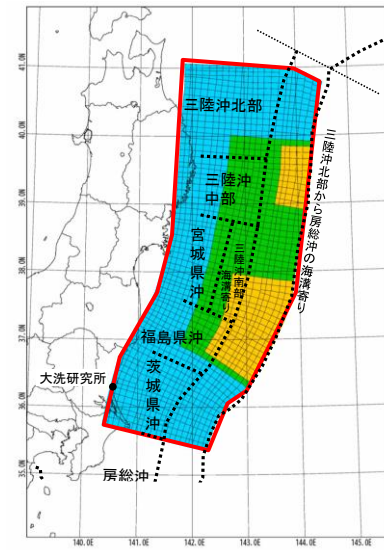 41.0N
三陸沖北部
40.0N
三陸沖
中部
三陸沖北部から房総沖の海溝寄り
39.0N
宮城県沖
三陸沖南部
海溝寄り
38.0N
37.0N
福島県沖
大洗研究所
茨城県沖
36.0N
房総沖
35.0N
140.0E
141.0E
142.0E
143.0E
144.0E
145.0E